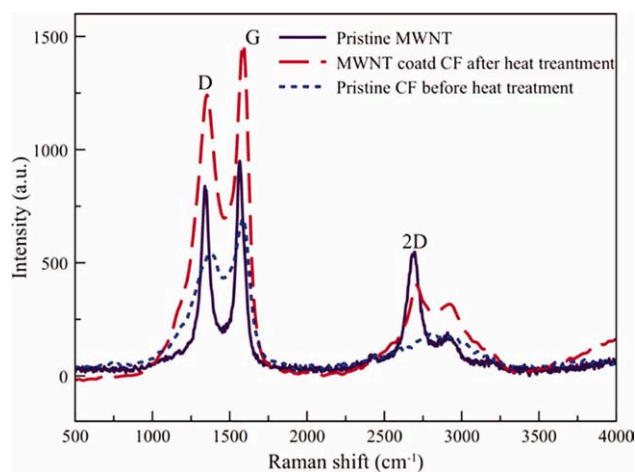 1500
1000
500
0
Intensity (a.u.)
D
G
2D
Pristine MWNT
MWNT coatd CF after heat treantment
Pristine CF before heat treatment
500 1000 1500 2000 2500 3000 3500 4000
Raman shift (cm⁻¹)